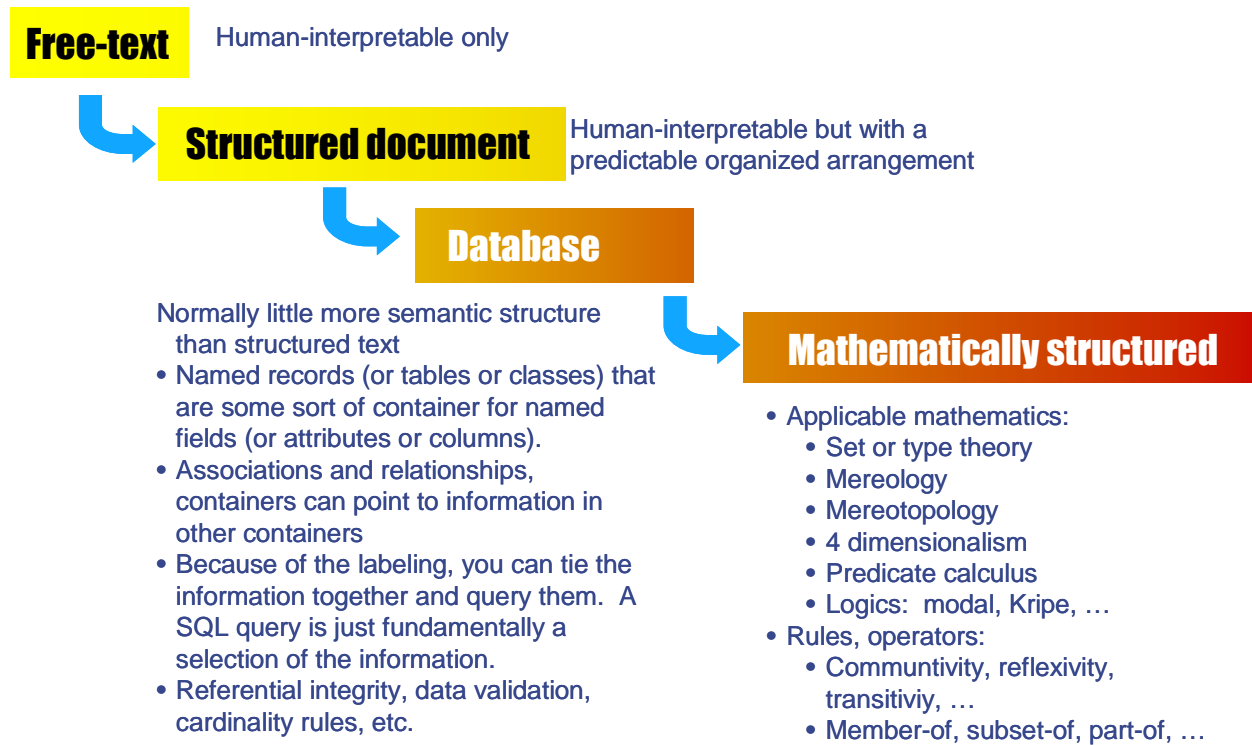 Free-text
Human-interpretable only
Structured document
Human-interpretable but with a
predictable organized arrangement
Database
Normally little more semantic structure
than structured text
• Named records (or tables or classes) that
are some sort of container for named
fields (or attributes or columns).
• Associations and relationships,
containers can point to information in
other containers
• Because of the labeling, you can tie the
information together and query them. A
SQL query is just fundamentally a
selection of the information.
• Referential integrity, data validation,
cardinality rules, etc.
Mathematically structured
• Applicable mathematics:
• Set or type theory
• Mereology
• Mereotopology
• 4 dimensionalism
• Predicate calculus
• Logics: modal, Kripe, …
• Rules, operators:
• Communtivity, reflexivity,
transitiviy, …
• Member-of, subset-of, part-of, …